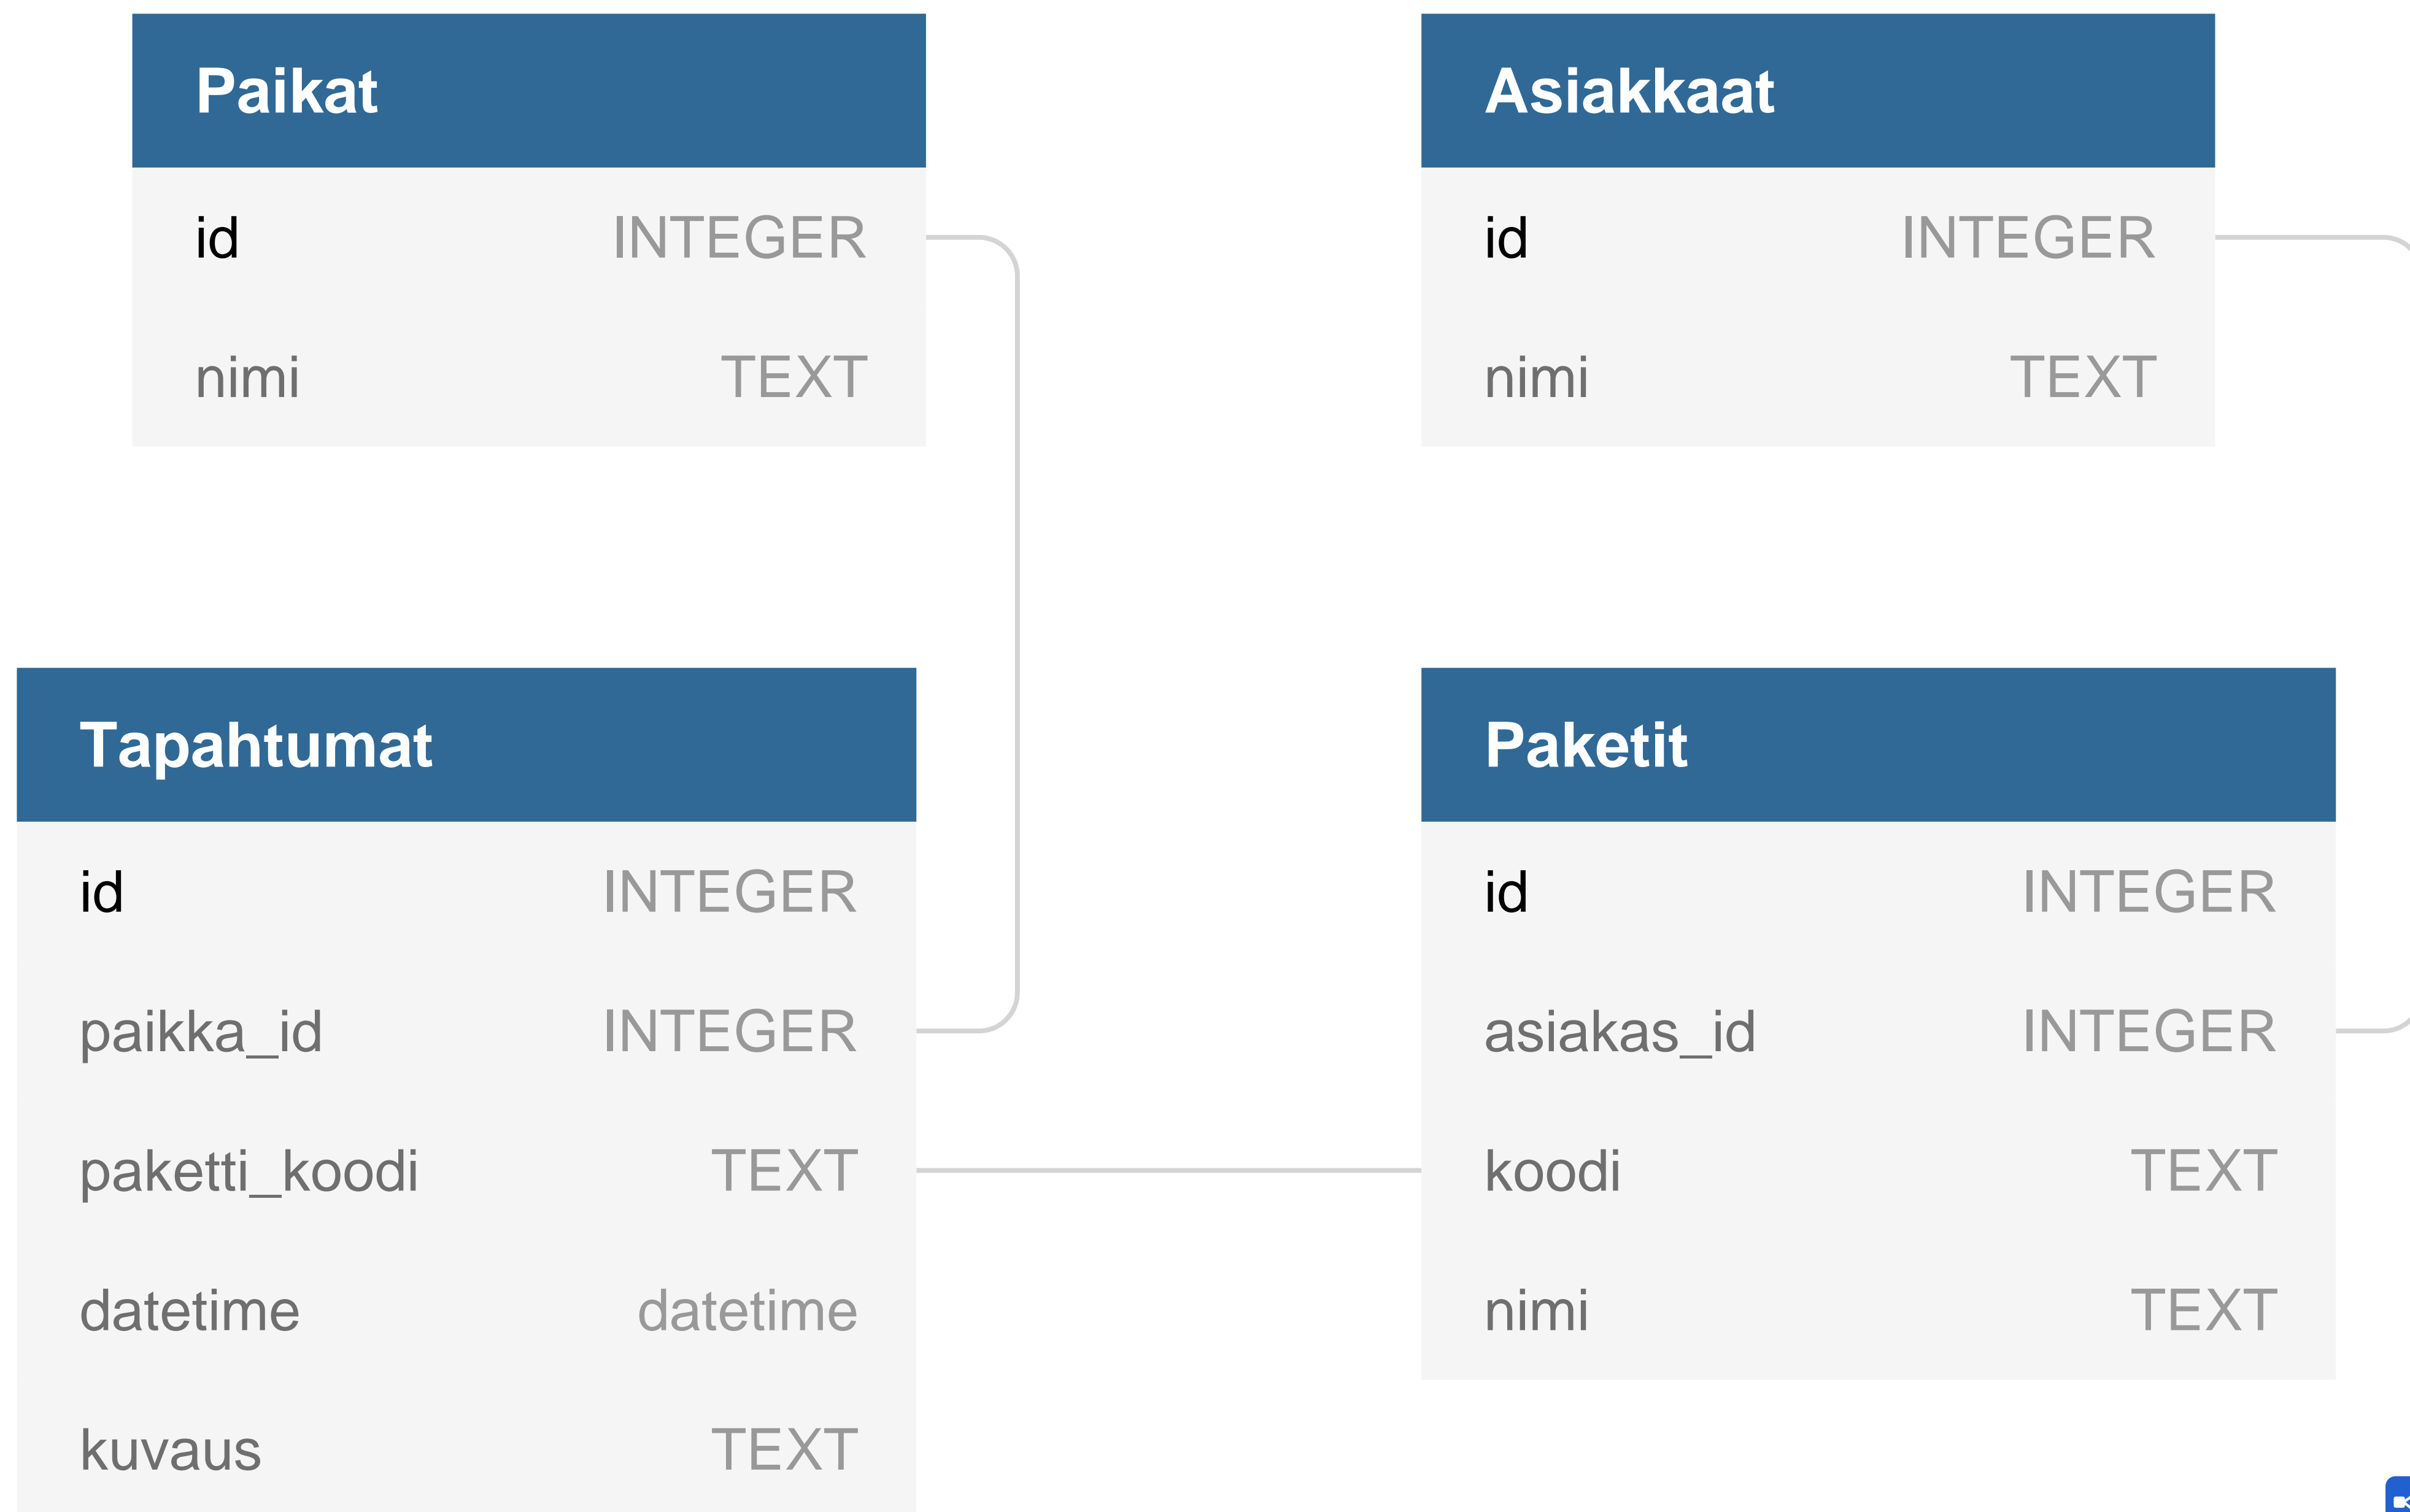 Paikat
id INTEGER
nimi TEXT
Asiakkaat
id INTEGER
nimi TEXT
Tapahtumat
id INTEGER
paikka_id INTEGER
paketti_koodi TEXT
datetime datetime
kuvaus TEXT
Paketit
id INTEGER
asiakas_id INTEGER
koodi TEXT
nimi TEXT